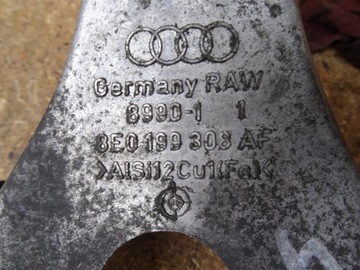 Germany RAW
8990-1 1
8E0 199 308 AF
>AlSi12Cu1(Fe)<